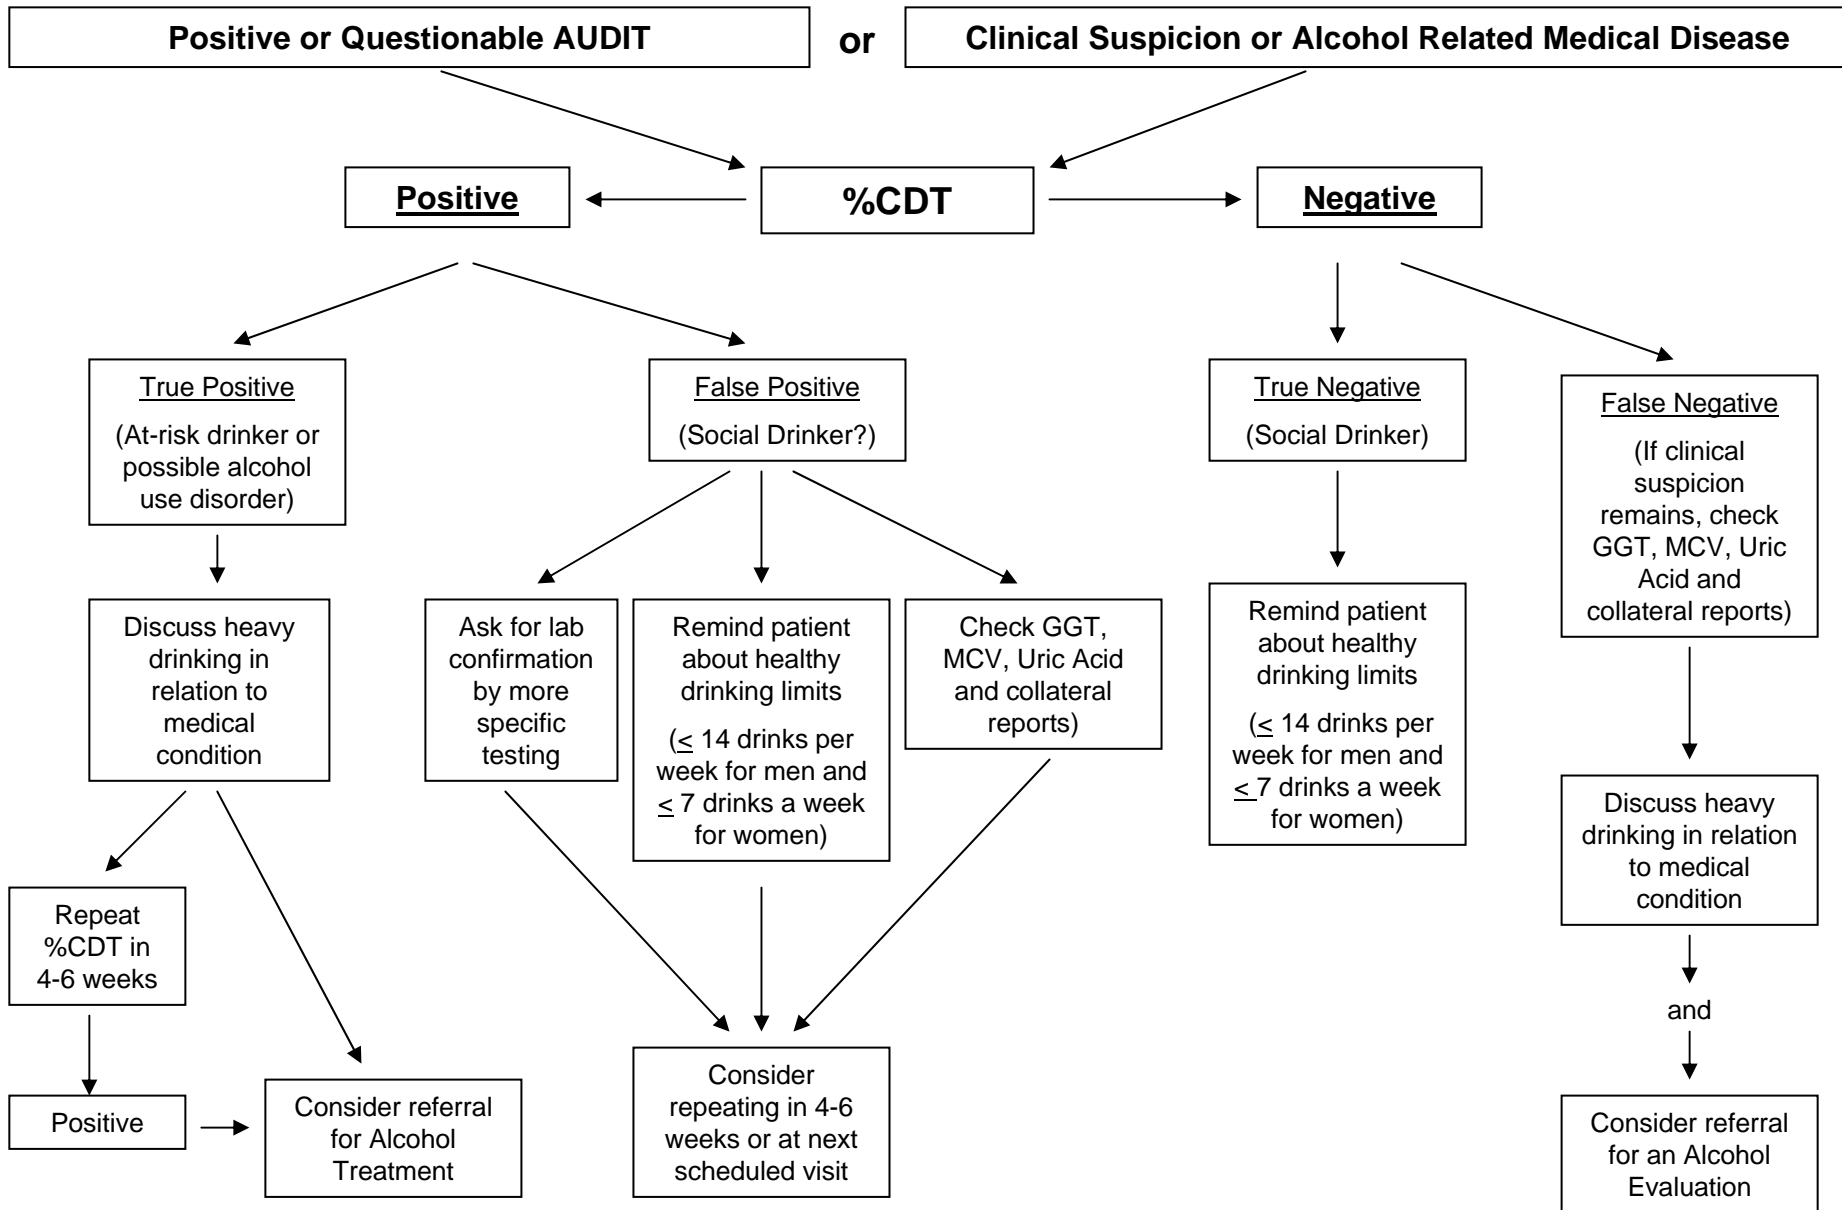 Positive or Questionable AUDIT
or
Clinical Suspicion or Alcohol Related Medical Disease
Positive
%CDT
Negative
True Positive
(At-risk drinker or
possible alcohol
use disorder)
False Positive
(Social Drinker?)
True Negative
(Social Drinker)
False Negative
(If clinical
suspicion
remains, check
GGT, MCV, Uric
Acid and
collateral reports)
Discuss heavy
drinking in
relation to
medical
condition
Ask for lab
confirmation
by more
specific
testing
Remind patient
about healthy
drinking limits
(≤ 14 drinks per
week for men and
≤ 7 drinks a week
for women)
Check GGT,
MCV, Uric Acid
and collateral
reports)
Remind patient
about healthy
drinking limits
(≤ 14 drinks per
week for men and
≤ 7 drinks a week
for women)
Discuss heavy
drinking in relation
to medical
condition
Repeat
%CDT in
4-6 weeks
and
Positive
Consider referral
for Alcohol
Treatment
Consider
repeating in 4-6
weeks or at next
scheduled visit
Consider referral
for an Alcohol
Evaluation